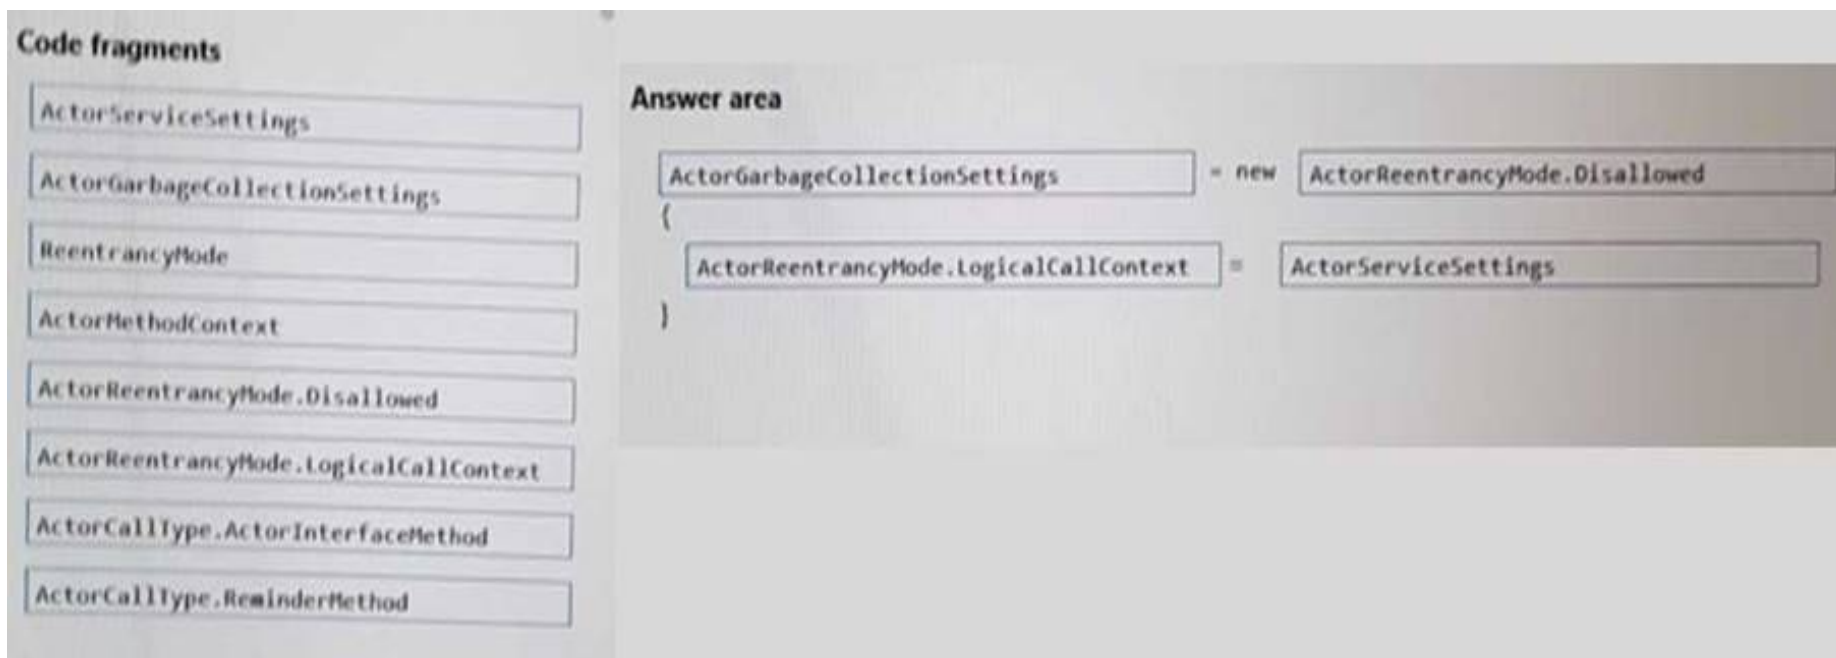 Code fragments
ActorServiceSettings
ActorGarbageCollectionSettings
ReentrancyMode
ActorMethodContext
ActorReentrancyMode.Disallowed
ActorReentrancyMode.LogicalCallContext
ActorCallType.ActorInterfaceMethod
ActorCallType.ReminderMethod
Answer area
ActorGarbageCollectionSettings = new ActorReentrancyMode.Disallowed
{
ActorReentrancyMode.LogicalCallContext = ActorServiceSettings
}